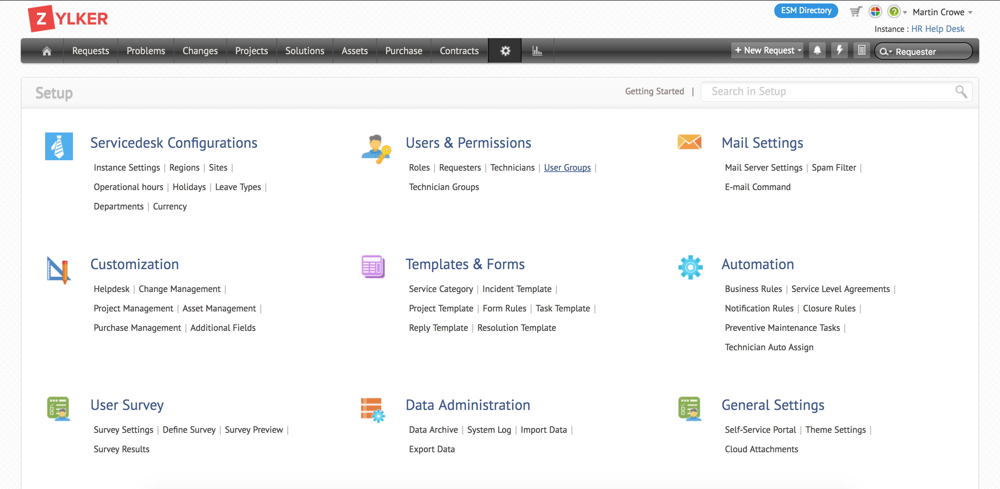 ZYLKER
ESM Directory
Martin Crowe
Instance : HR Help Desk
Requests Problems Changes Projects Solutions Assets Purchase Contracts + New Request Requester
Setup Getting Started | Search in Setup
Servicedesk Configurations
Instance Settings | Regions | Sites |
Operational hours | Holidays | Leave Types |
Departments | Currency
Users & Permissions
Roles | Requesters | Technicians | User Groups |
Technician Groups
Mail Settings
Mail Server Settings | Spam Filter |
E-mail Command
Customization
Helpdesk | Change Management |
Project Management | Asset Management |
Purchase Management | Additional Fields
Templates & Forms
Service Category | Incident Template |
Project Template | Form Rules | Task Template |
Reply Template | Resolution Template
Automation
Business Rules | Service Level Agreements |
Notification Rules | Closure Rules |
Preventive Maintenance Tasks |
Technician Auto Assign
User Survey
Survey Settings | Define Survey | Survey Preview |
Survey Results
Data Administration
Data Archive | System Log | Import Data |
Export Data
General Settings
Self-Service Portal | Theme Settings |
Cloud Attachments